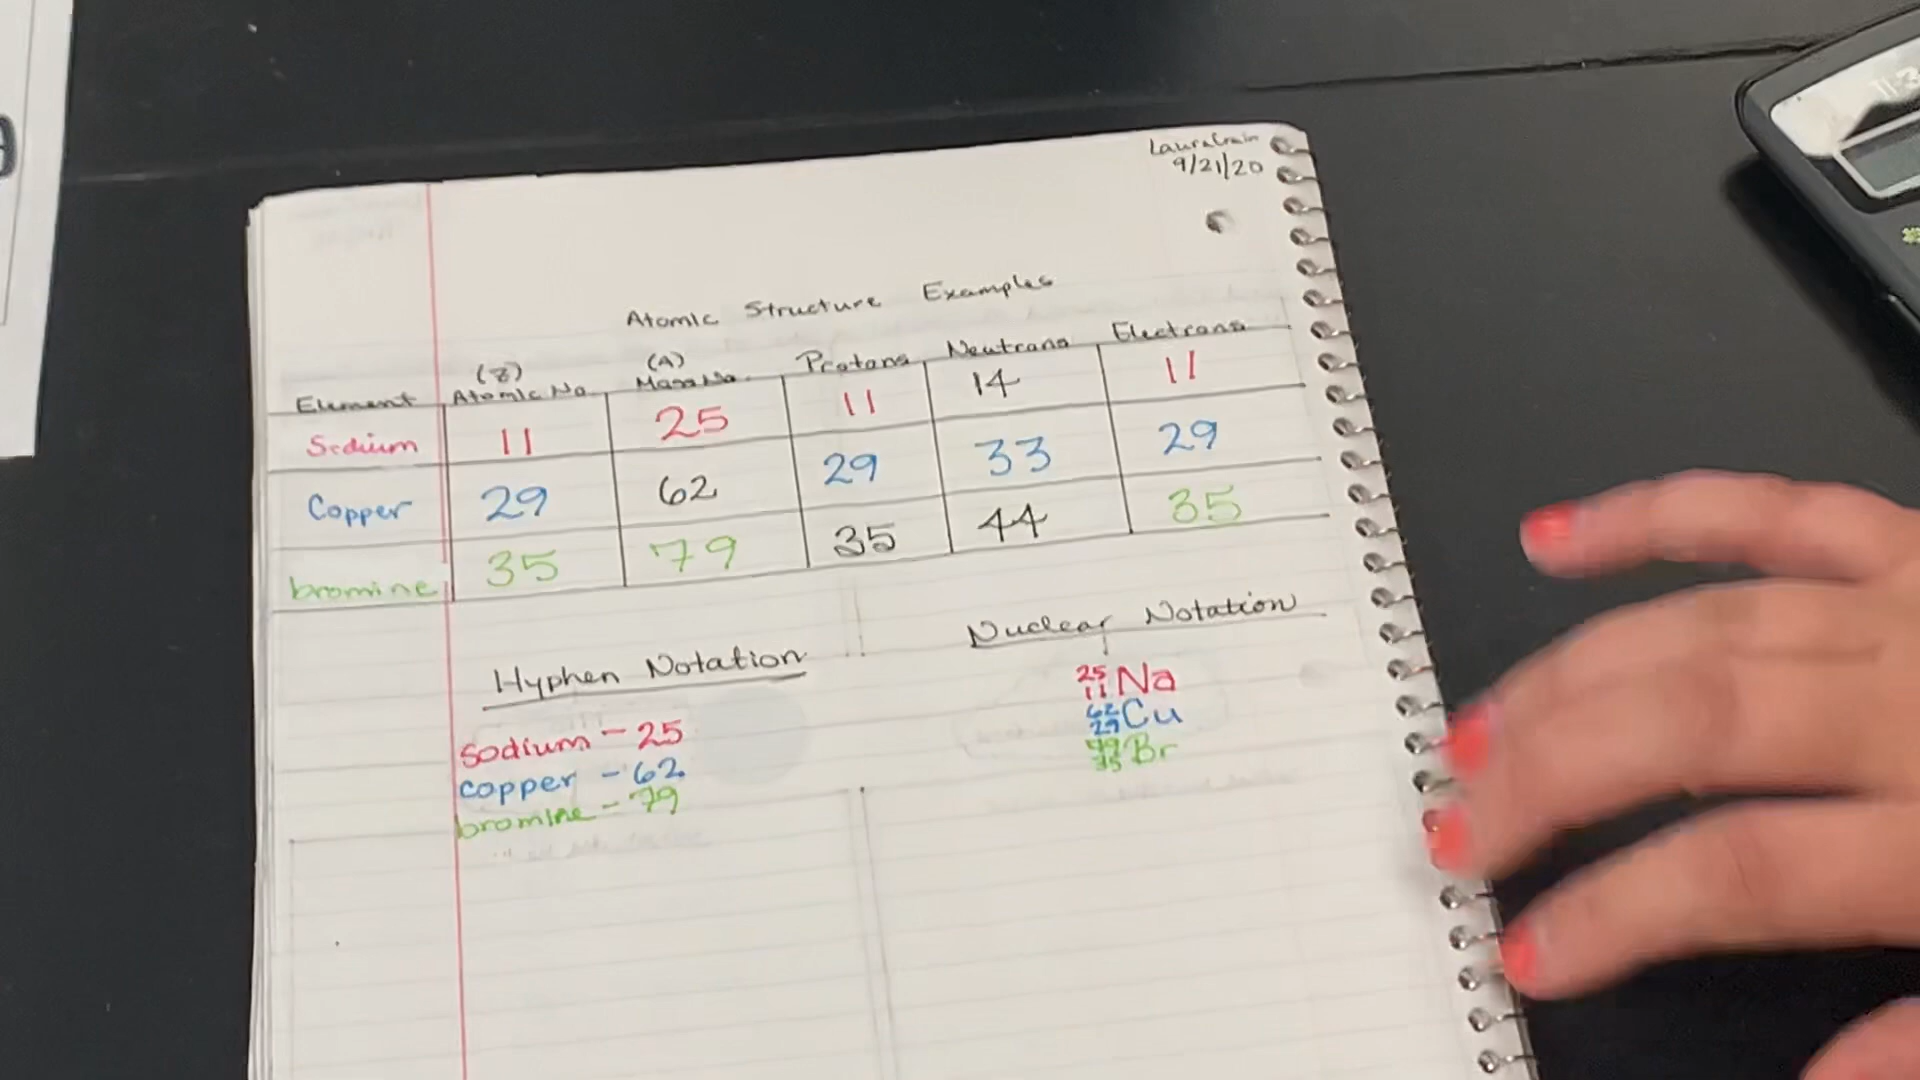 Laura Crain
9/21/20
Atomic Structure Examples
(Z) (A)
Element Atomic No. Mass No. Protons Neutrons Electrons
Sodium 11 25 11 14 11
Copper 29 62 29 33 29
bromine 35 79 35 44 35
Hyphen Notation Nuclear Notation
sodium - 25
copper - 62
bromine - 79
25
11 Na
62
29 Cu
79
35 Br